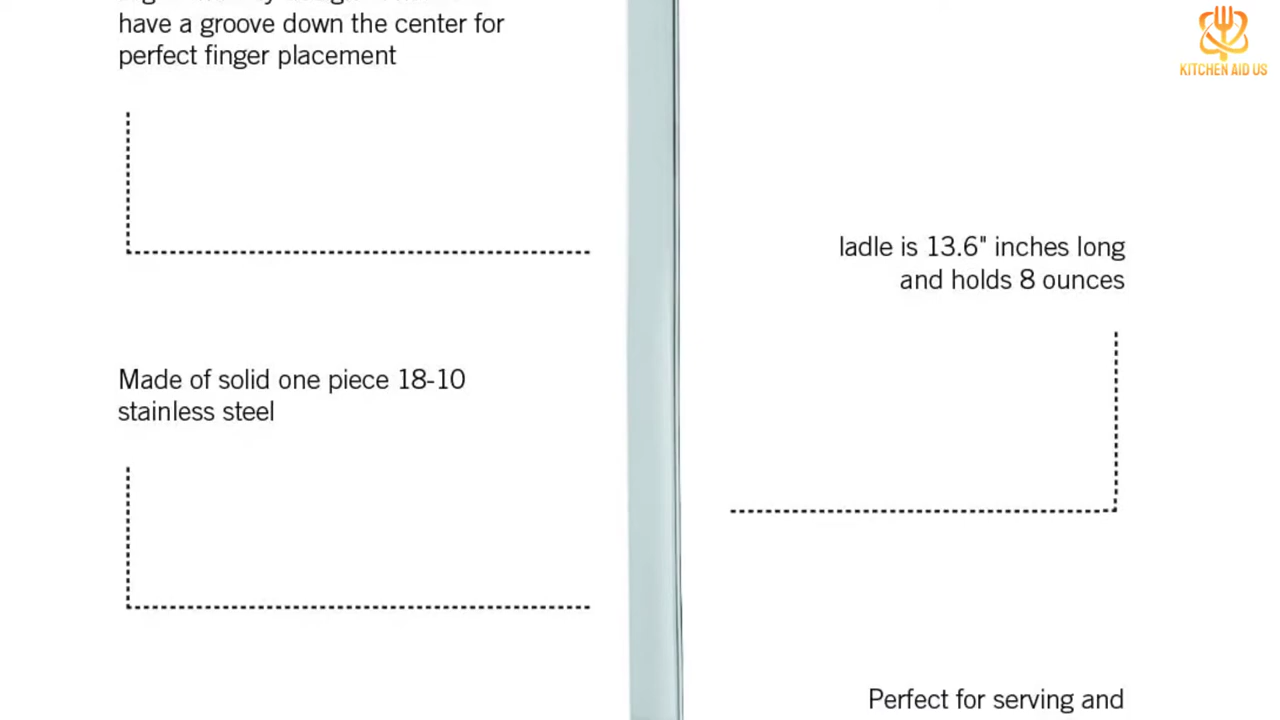 have a groove down the center for
perfect finger placement
KITCHEN AID US
ladle is 13.6" inches long
and holds 8 ounces
Made of solid one piece 18-10
stainless steel
Perfect for serving and